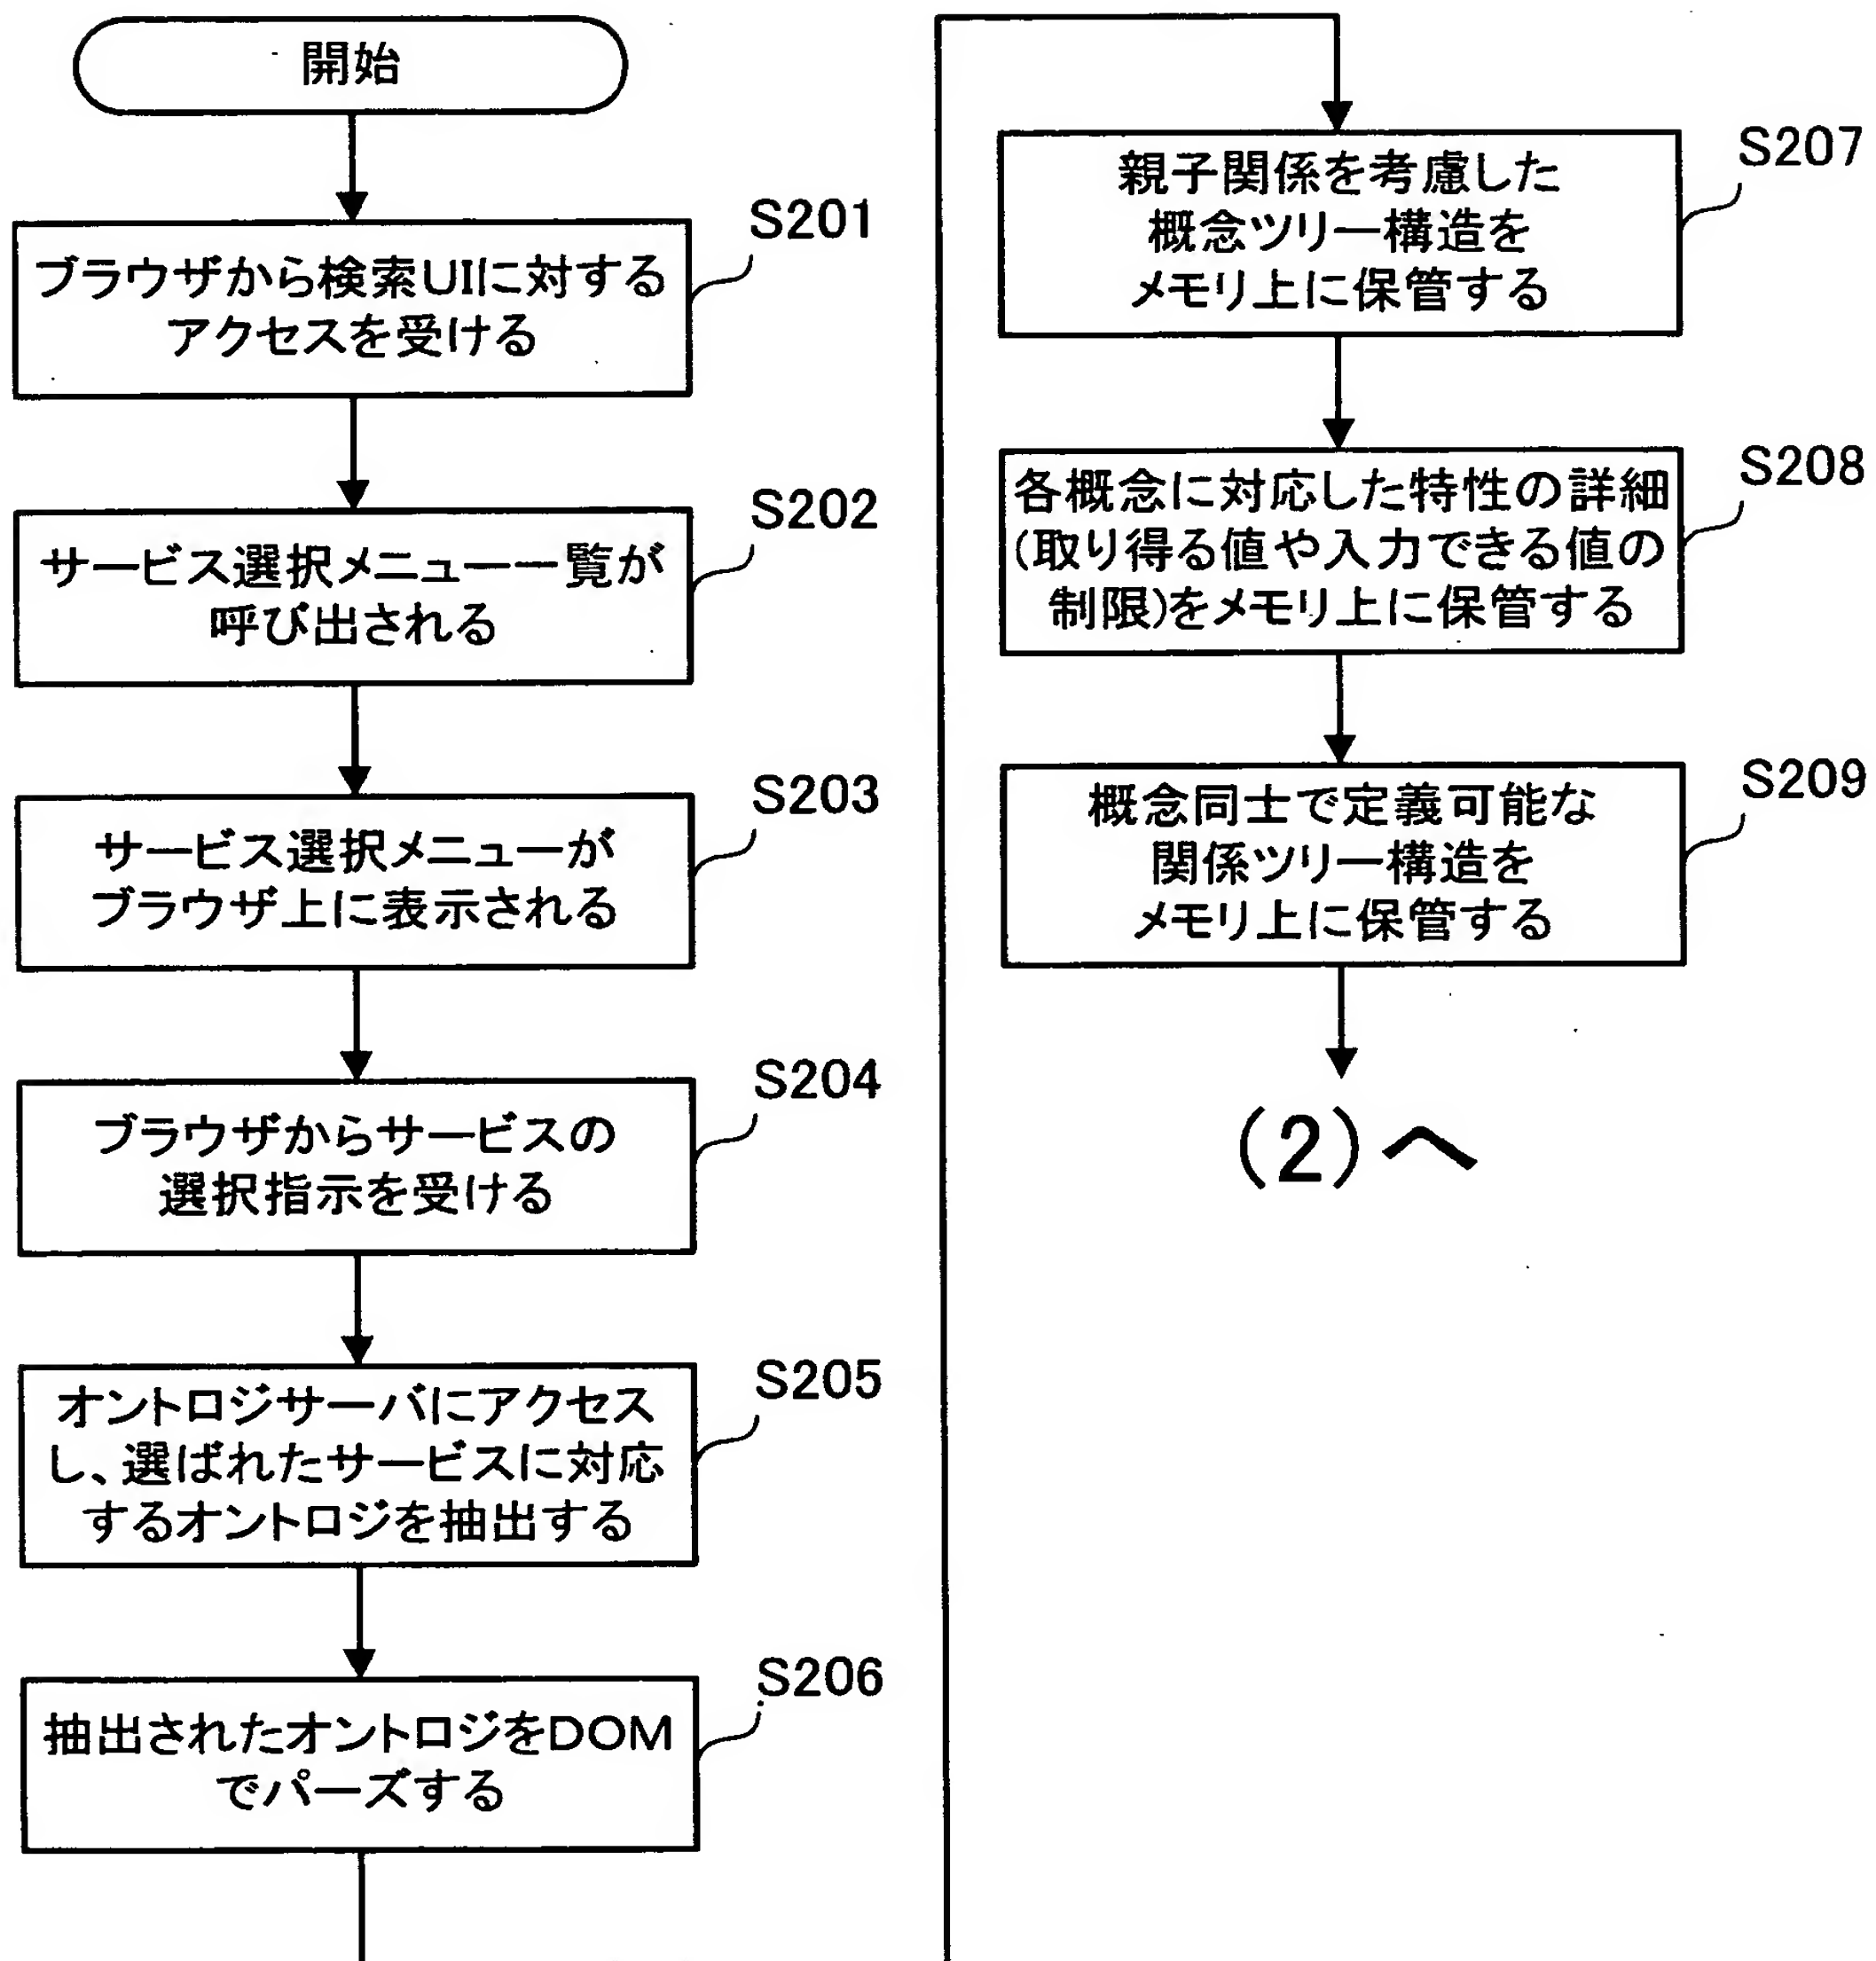 開始
S201
ブラウザから検索UIに対する
アクセスを受ける
S202
サービス選択メニュー一覧が
呼び出される
S203
サービス選択メニューが
ブラウザ上に表示される
S204
ブラウザからサービスの
選択指示を受ける
S205
オントロジサーバにアクセス
し、選ばれたサービスに対応
するオントロジを抽出する
S206
抽出されたオントロジをDOM
でパーズする
S207
親子関係を考慮した
概念ツリー構造を
メモリ上に保管する
S208
各概念に対応した特性の詳細
(取り得る値や入力できる値の
制限)をメモリ上に保管する
S209
概念同士で定義可能な
関係ツリー構造を
メモリ上に保管する
(2)へ